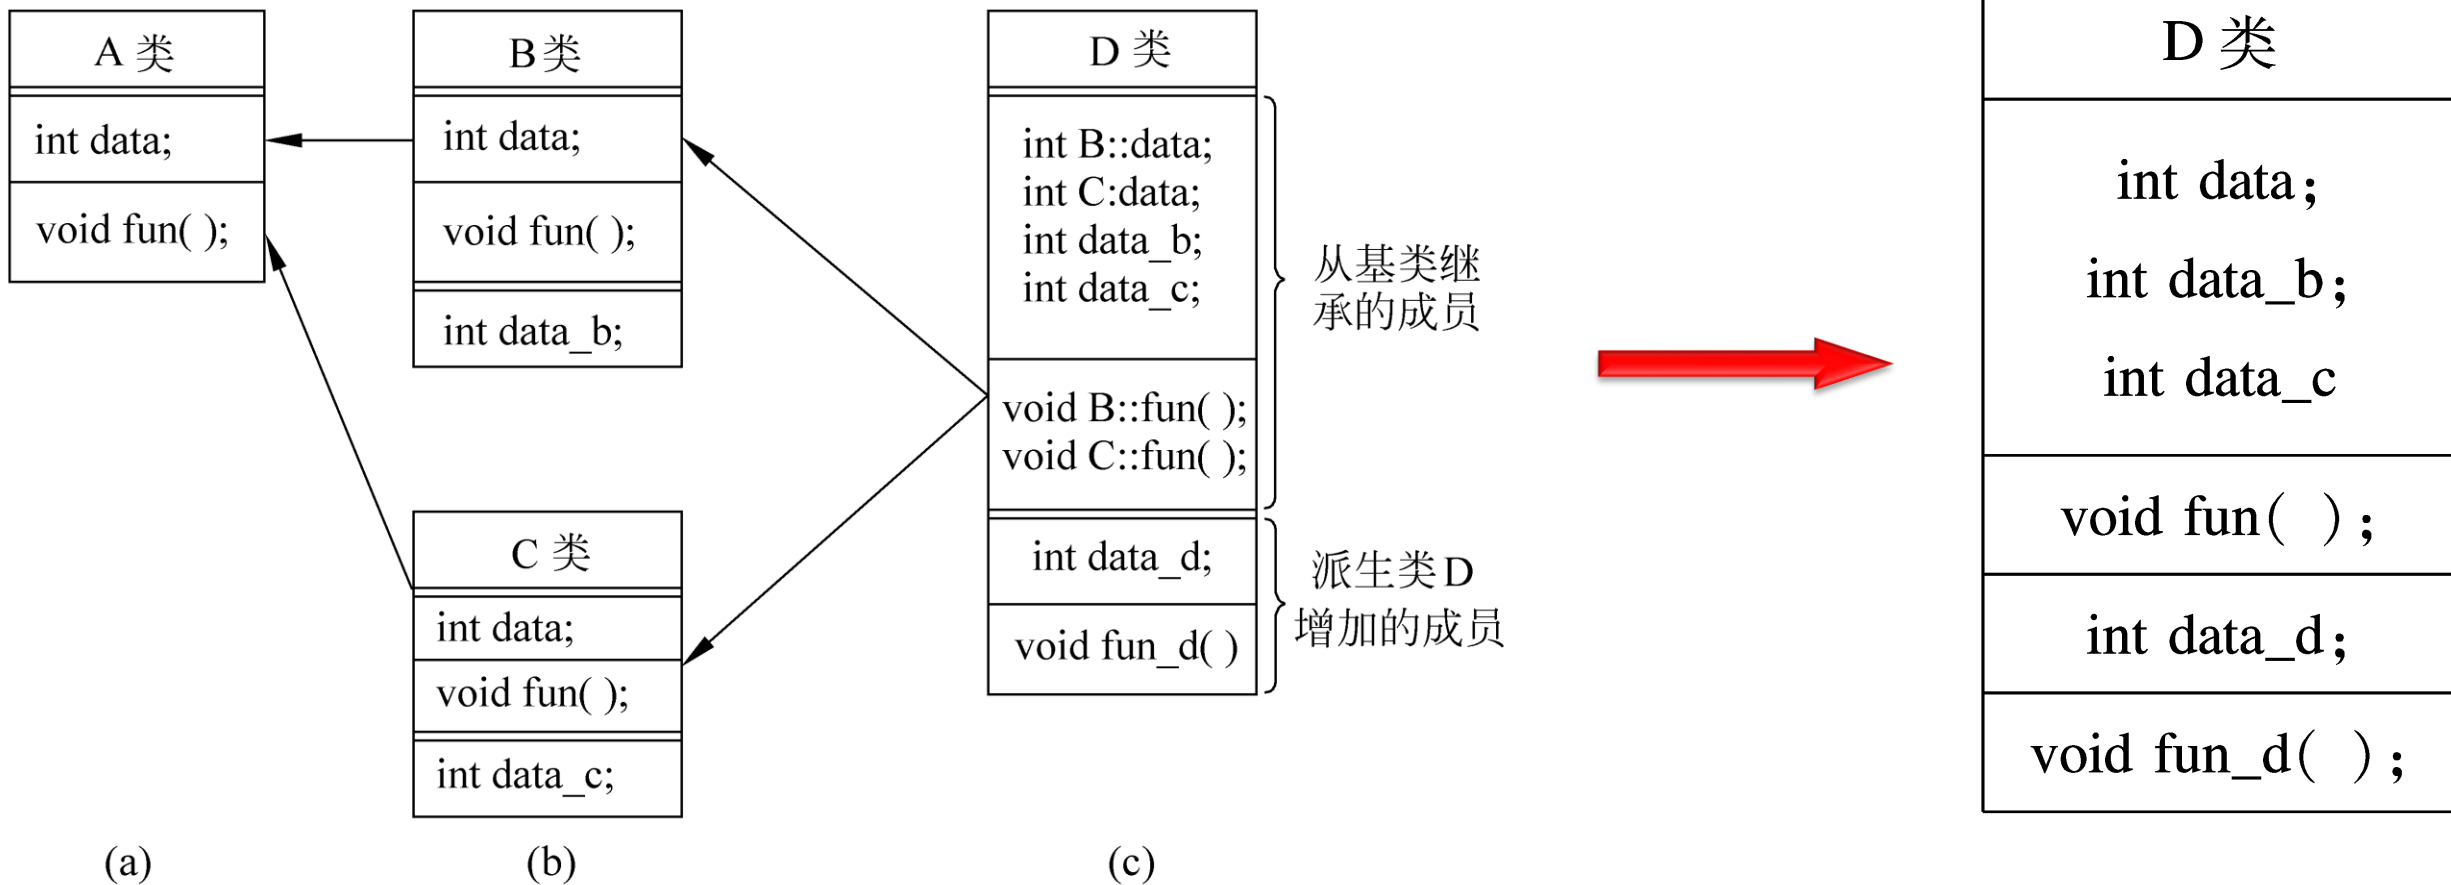 A 类
int data;
void fun( );
(a)
B 类
int data;
void fun( );
int data_b;
C 类
int data;
void fun( );
int data_c;
(b)
D 类
int B::data;
int C:data;
int data_b;
int data_c;
void B::fun( );
void C::fun( );
int data_d;
void fun_d( )
从基类继
承的成员
派生类D
增加的成员
(c)
D 类
int data;
int data_b;
int data_c
void fun( );
int data_d;
void fun_d( );